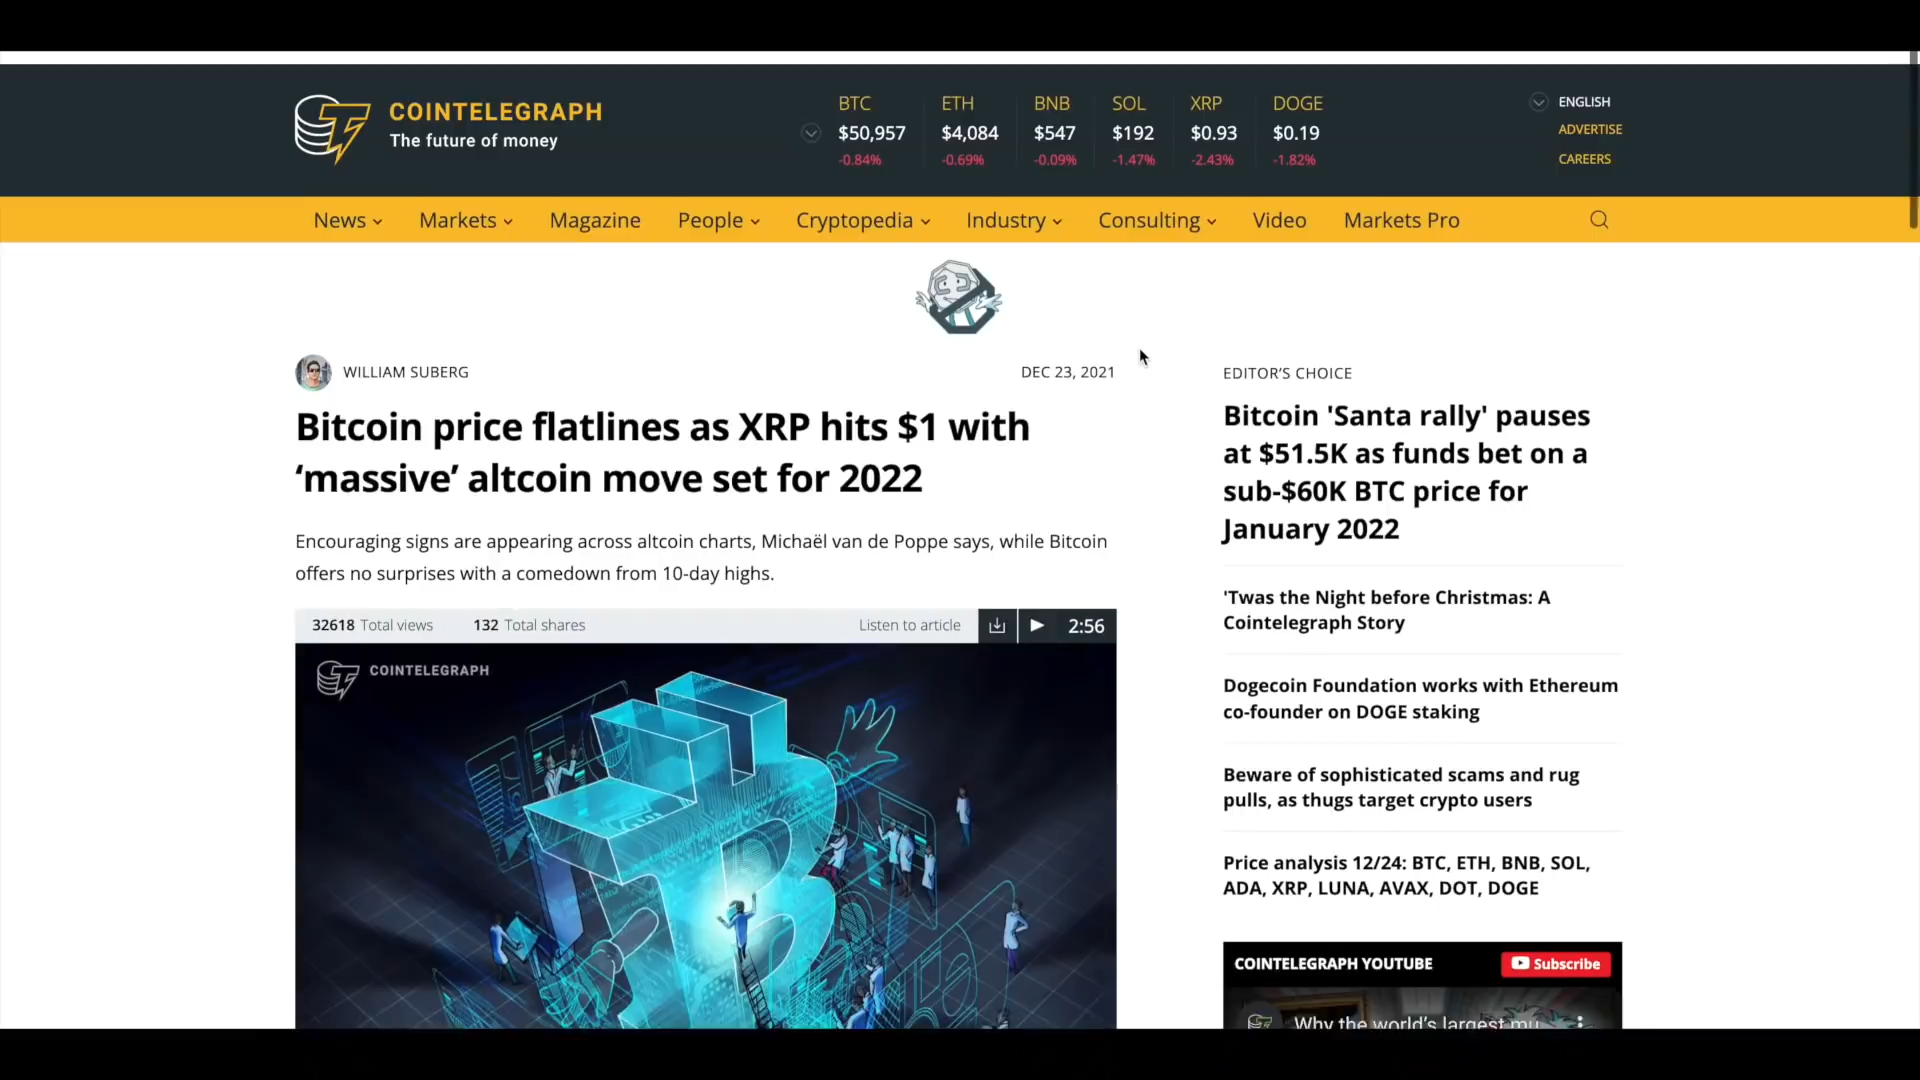 COINTELEGRAPH
The future of money
BTC ETH BNB SOL XRP DOGE
$50,957 $4,084 $547 $192 $0.93 $0.19
-0.84% -0.69% -0.09% -1.47% -2.43% -1.82%
ENGLISH
ADVERTISE
CAREERS
News Markets Magazine People Cryptopedia Industry Consulting Video Markets Pro
WILLIAM SUBERG
DEC 23, 2021
Bitcoin price flatlines as XRP hits $1 with
‘massive’ altcoin move set for 2022
Encouraging signs are appearing across altcoin charts, Michaël van de Poppe says, while Bitcoin
offers no surprises with a comedown from 10-day highs.
32618 Total views 132 Total shares Listen to article 2:56
COINTELEGRAPH
EDITOR’S CHOICE
Bitcoin 'Santa rally' pauses
at $51.5K as funds bet on a
sub-$60K BTC price for
January 2022
'Twas the Night before Christmas: A
Cointelegraph Story
Dogecoin Foundation works with Ethereum
co-founder on DOGE staking
Beware of sophisticated scams and rug
pulls, as thugs target crypto users
Price analysis 12/24: BTC, ETH, BNB, SOL,
ADA, XRP, LUNA, AVAX, DOT, DOGE
COINTELEGRAPH YOUTUBE Subscribe
Why the world's largest mu